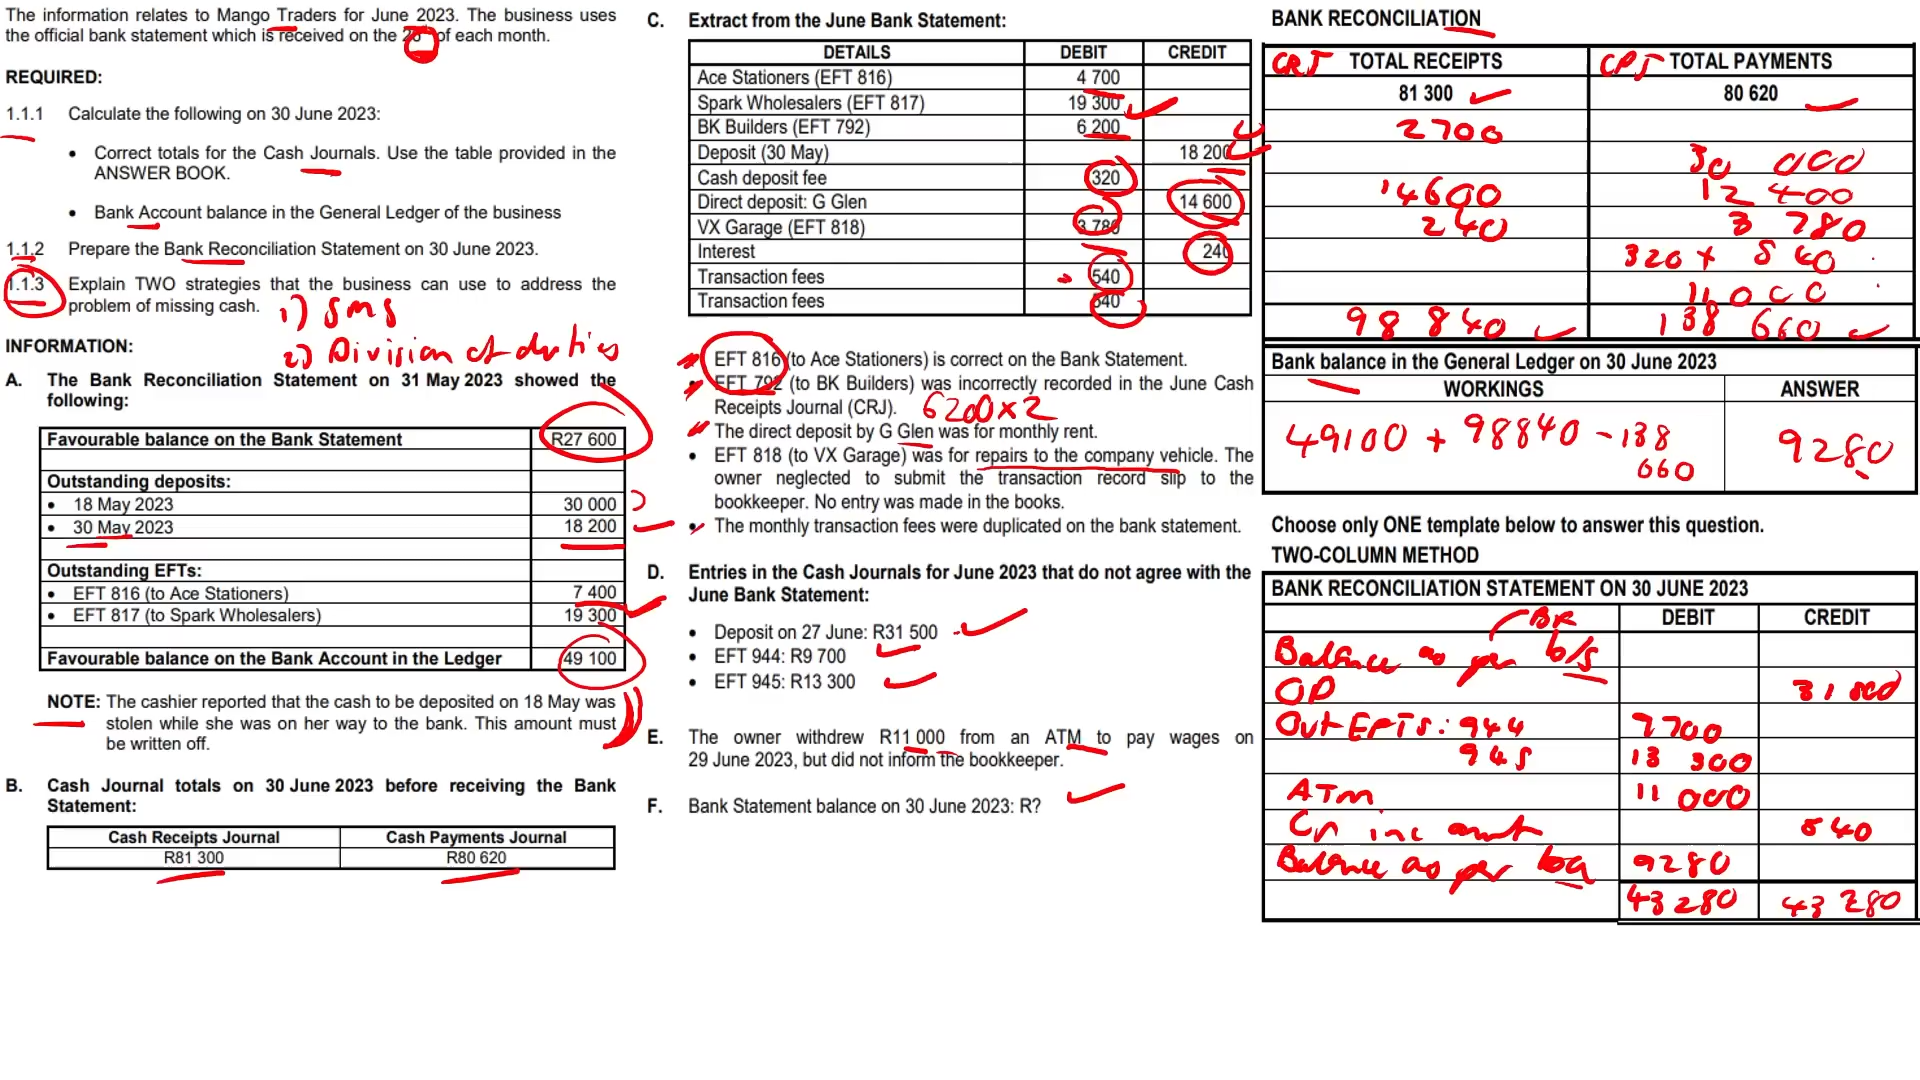 The information relates to Mango Traders for June 2023. The business uses
the official bank statement which is received on the of each month.
REQUIRED:
1.1.1 Calculate the following on 30 June 2023:
• Correct totals for the Cash Journals. Use the table provided in the
ANSWER BOOK.
• Bank Account balance in the General Ledger of the business
1.1.2 Prepare the Bank Reconciliation Statement on 30 June 2023.
1.1.3 Explain TWO strategies that the business can use to address the
problem of missing cash.
1) sms
2) Division of duties
INFORMATION:
A. The Bank Reconciliation Statement on 31 May 2023 showed the
following:
Favourable balance on the Bank Statement R27 600
Outstanding deposits:
• 18 May 2023 30 000
• 30 May 2023 18 200
Outstanding EFTs:
• EFT 816 (to Ace Stationers) 7 400
• EFT 817 (to Spark Wholesalers) 19 300
Favourable balance on the Bank Account in the Ledger 49 100
NOTE: The cashier reported that the cash to be deposited on 18 May was
stolen while she was on her way to the bank. This amount must
be written off.
B. Cash Journal totals on 30 June 2023 before receiving the Bank
Statement:
Cash Receipts Journal Cash Payments Journal
R81 300 R80 620
C. Extract from the June Bank Statement:
DETAILS DEBIT CREDIT
Ace Stationers (EFT 816) 4 700
Spark Wholesalers (EFT 817) 19 300
BK Builders (EFT 792) 6 200
Deposit (30 May) 18 200
Cash deposit fee 320
Direct deposit: G Glen 14 600
VX Garage (EFT 818) 3 780
Interest 240
Transaction fees 540
Transaction fees 540
• EFT 816 (to Ace Stationers) is correct on the Bank Statement.
• EFT 792 (to BK Builders) was incorrectly recorded in the June Cash
Receipts Journal (CRJ). 6200x2
• The direct deposit by G Glen was for monthly rent.
• EFT 818 (to VX Garage) was for repairs to the company vehicle. The
owner neglected to submit the transaction record slip to the
bookkeeper. No entry was made in the books.
• The monthly transaction fees were duplicated on the bank statement.
D. Entries in the Cash Journals for June 2023 that do not agree with the
June Bank Statement:
• Deposit on 27 June: R31 500
• EFT 944: R9 700
• EFT 945: R13 300
E. The owner withdrew R11 000 from an ATM to pay wages on
29 June 2023, but did not inform the bookkeeper.
F. Bank Statement balance on 30 June 2023: R?
BANK RECONCILIATION
CRJ TOTAL RECEIPTS CPJ TOTAL PAYMENTS
81 300 80 620
2700
30 000
14600 12 400
240 3 780
320 + 540
11 000
98 840 138 660
Bank balance in the General Ledger on 30 June 2023
WORKINGS ANSWER
49100 + 98840 - 138
660 9280
Choose only ONE template below to answer this question.
TWO-COLUMN METHOD
BANK RECONCILIATION STATEMENT ON 30 JUNE 2023
DEBIT CREDIT
Balance as per b/s
OD 31 500
Out EFTs: 944 9700
945 13 300
ATM 11 000
Cr inc amt 540
Balance as per ba 9280
43 280 43 280